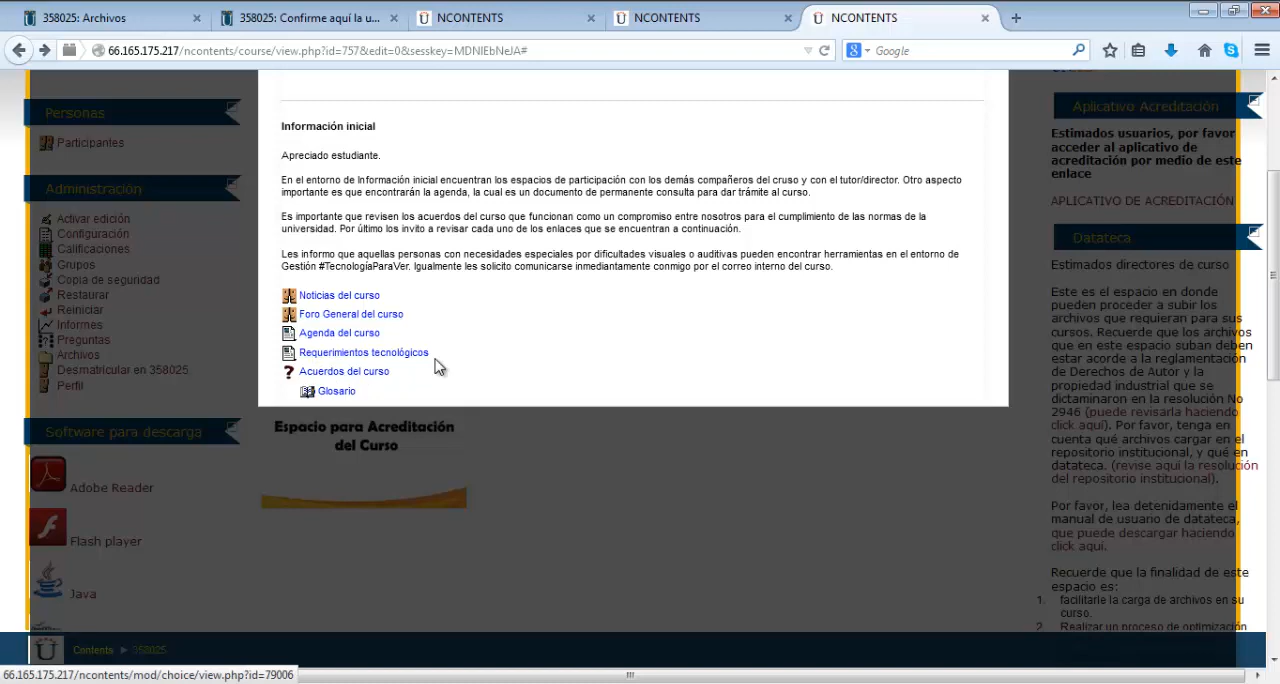 358025: Archivos
358025: Confirme aquí la u...
NCONTENTS
NCONTENTS
NCONTENTS
66.165.175.217/ncontents/course/view.php?id=757&edit=0&sesskey=MDNIEbNeJA#
Google
Personas
Participantes
Administración
Activar edición
Configuración
Calificaciones
Grupos
Copia de seguridad
Restaurar
Reiniciar
Informes
Preguntas
Archivos
Desmatricular en 358025
Perfil
Software para descarga
Adobe Reader
Flash player
Java
Información inicial
Apreciado estudiante.
En el entorno de Información inicial encuentran los espacios de participación con los demás compañeros del cruso y con el tutor/director. Otro aspecto
importante es que encontrarán la agenda, la cual es un documento de permanente consulta para dar trámite al curso.
Es importante que revisen los acuerdos del curso que funcionan como un compromiso entre nosotros para el cumplimiento de las normas de la
universidad. Por último los invito a revisar cada uno de los enlaces que se encuentran a continuación.
Les informo que aquellas personas con necesidades especiales por dificultades visuales o auditivas pueden encontrar herramientas en el entorno de
Gestión #TecnologíaParaVer. Igualmente les solicito comunicarse inmediantamente conmigo por el correo interno del curso.
Noticias del curso
Foro General del curso
Agenda del curso
Requerimientos tecnológicos
Acuerdos del curso
Glosario
Espacio para Acreditación
del Curso
Aplicativo Acreditación
Estimados usuarios, por favor
acceder al aplicativo de
acreditación por medio de este
enlace
APLICATIVO DE ACREDITACIÓN
Datateca
Estimados directores de curso
Este es el espacio en donde
pueden proceder a subir los
archivos que requieran para sus
cursos. Recuerde que los archivos
que en este espacio suban deben
estar acorde a la reglamentación
de Derechos de Autor y la
propiedad industrial que se
dictaminaron en la resolución No
2946 (puede revisarla haciendo
click aquí). Por favor, tenga en
cuenta qué archivos cargar en el
repositorio institucional, y qué en
datateca. (revise aqui la resolución
del repositorio institucional).
Por favor, lea detenidamente el
manual de usuario de datateca,
que puede descargar haciendo
click aqui.
Recuerde que la finalidad de este
espacio es:
1. facilitarle la carga de archivos en su
curso.
2. Realizar un proceso de optimización
Contents ► 358025
66.165.175.217/ncontents/mod/choice/view.php?id=79006